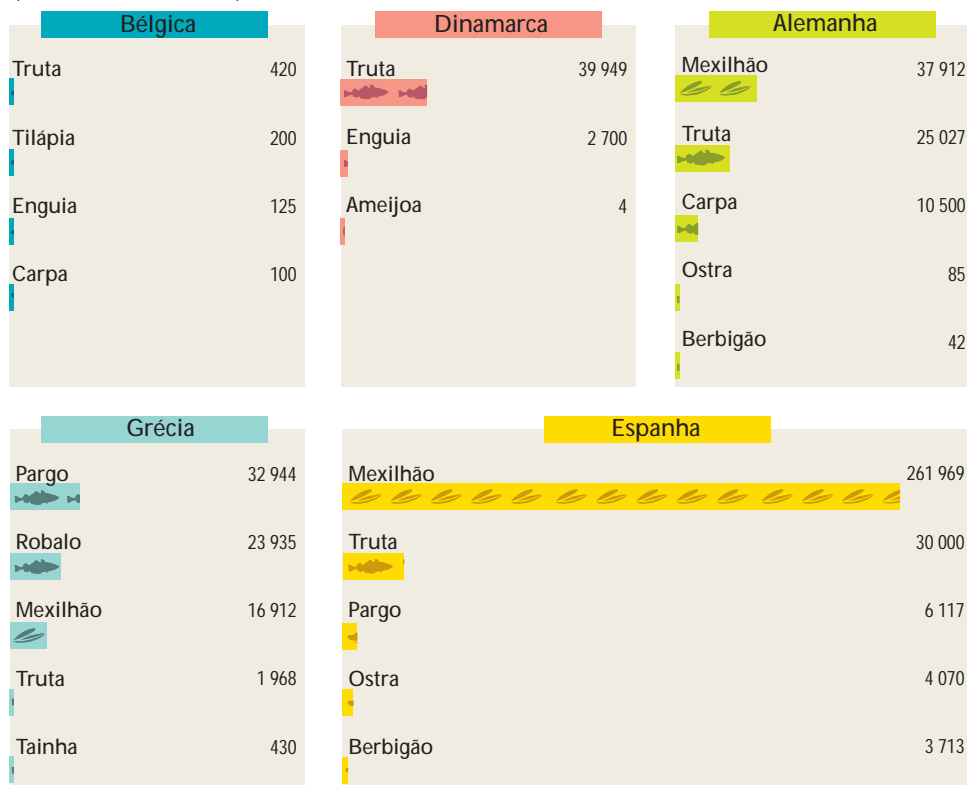 Bélgica
Truta 420
Tilápia 200
Enguia 125
Carpa 100
Dinamarca
Truta 39 949
Enguia 2 700
Ameijoa 4
Alemanha
Mexilhão 37 912
Truta 25 027
Carpa 10 500
Ostra 85
Berbigão 42
Grécia
Pargo 32 944
Robalo 23 935
Mexilhão 16 912
Truta 1 968
Tainha 430
Espanha
Mexilhão 261 969
Truta 30 000
Pargo 6 117
Ostra 4 070
Berbigão 3 713